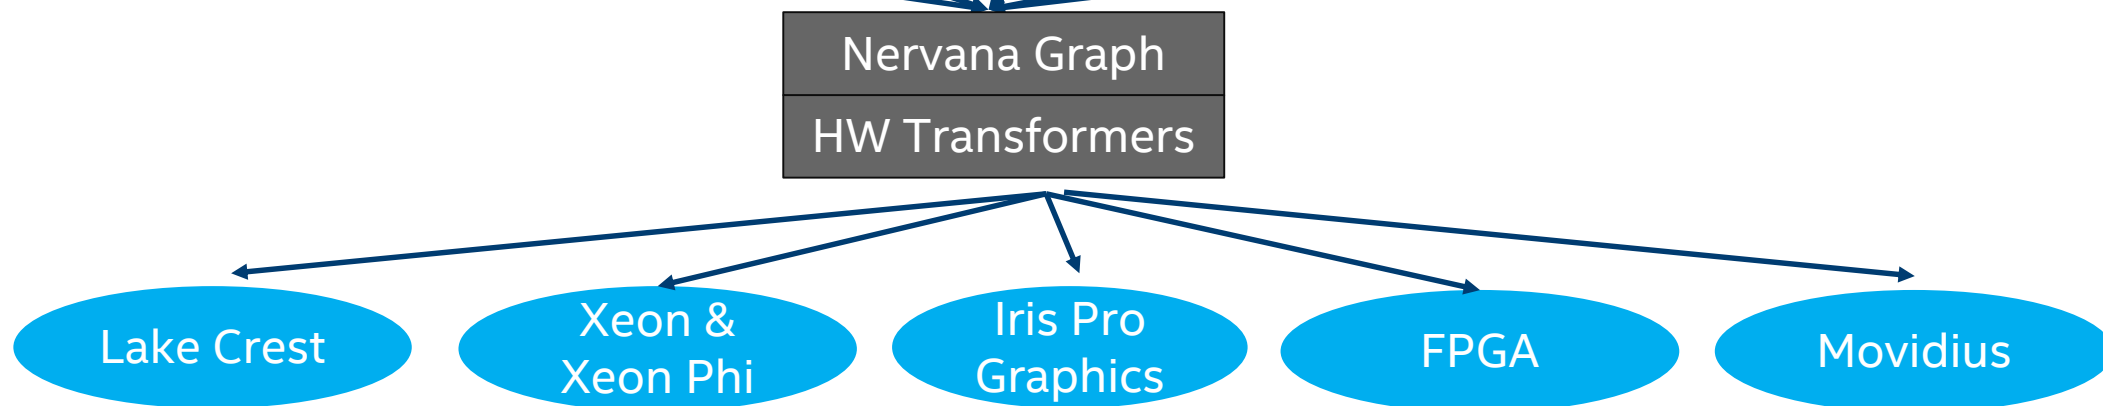 Nervana Graph
HW Transformers
Lake Crest
Xeon &
Xeon Phi
Iris Pro
Graphics
FPGA
Movidius